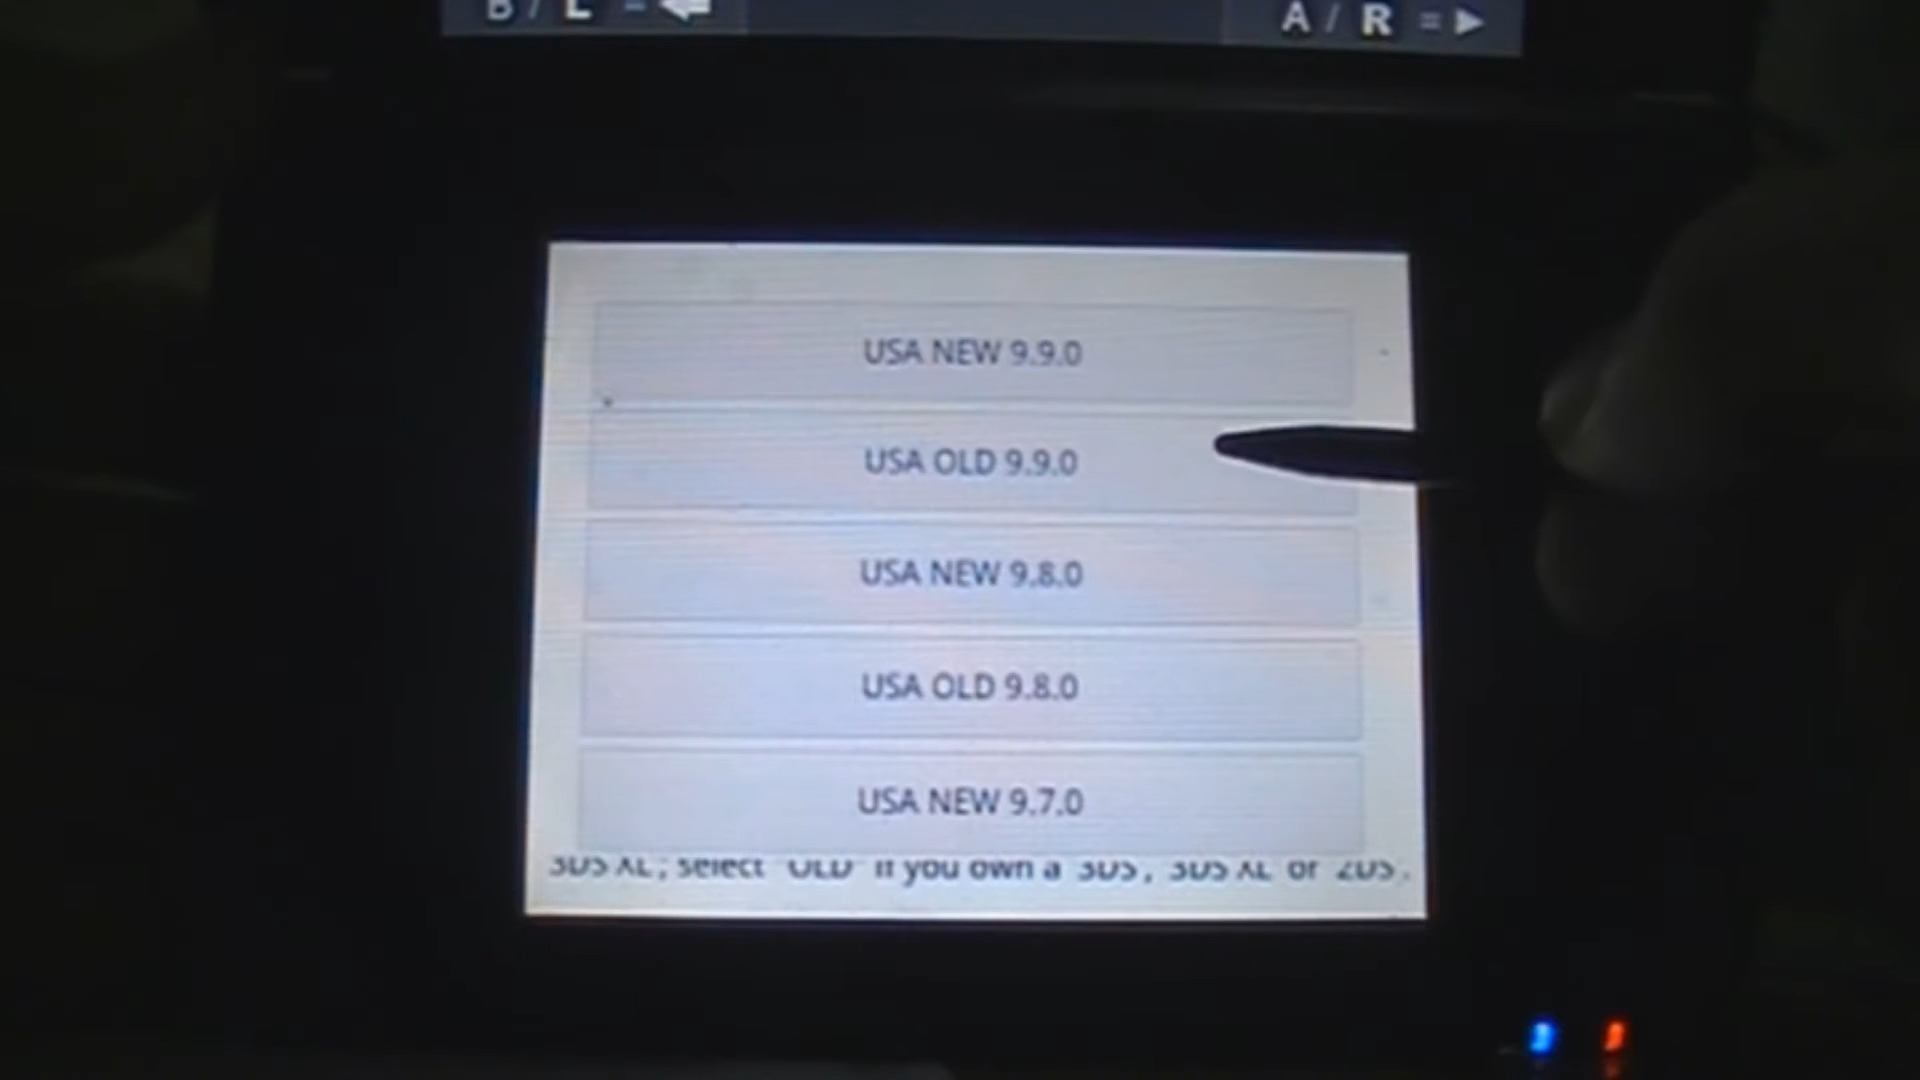 B / L = ⬅
A / R = ▶
USA NEW 9.9.0
USA OLD 9.9.0
USA NEW 9.8.0
USA OLD 9.8.0
USA NEW 9.7.0
3DS XL, select "OLD" if you own a 3DS, 3DS XL or 2DS.